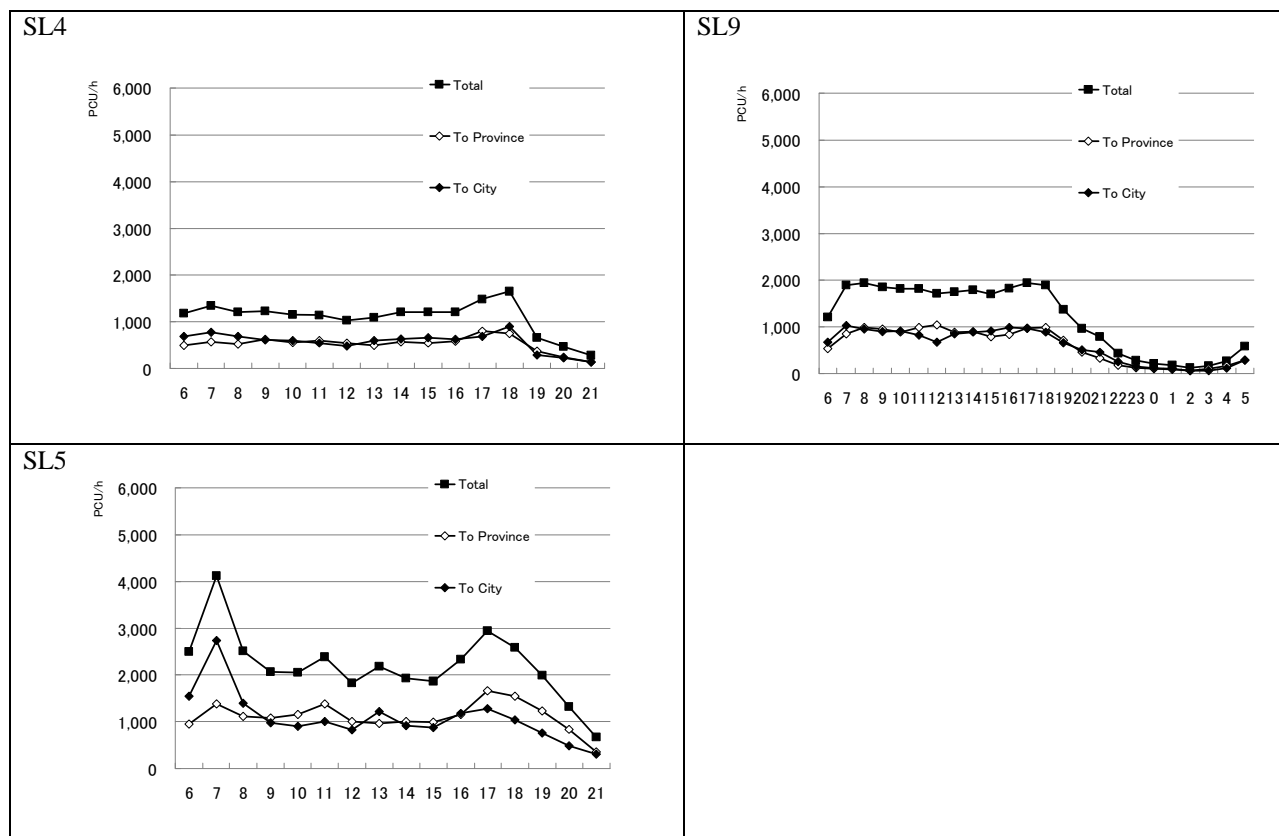 SL4
PCU/h
Total
To Province
To City
6,000
5,000
4,000
3,000
2,000
1,000
0
6 7 8 9 10 11 12 13 14 15 16 17 18 19 20 21
SL9
PCU/h
Total
To Province
To City
6,000
5,000
4,000
3,000
2,000
1,000
0
6 7 8 9 10 11 12 13 14 15 16 17 18 19 20 21 22 23 0 1 2 3 4 5
SL5
PCU/h
Total
To Province
To City
6,000
5,000
4,000
3,000
2,000
1,000
0
6 7 8 9 10 11 12 13 14 15 16 17 18 19 20 21